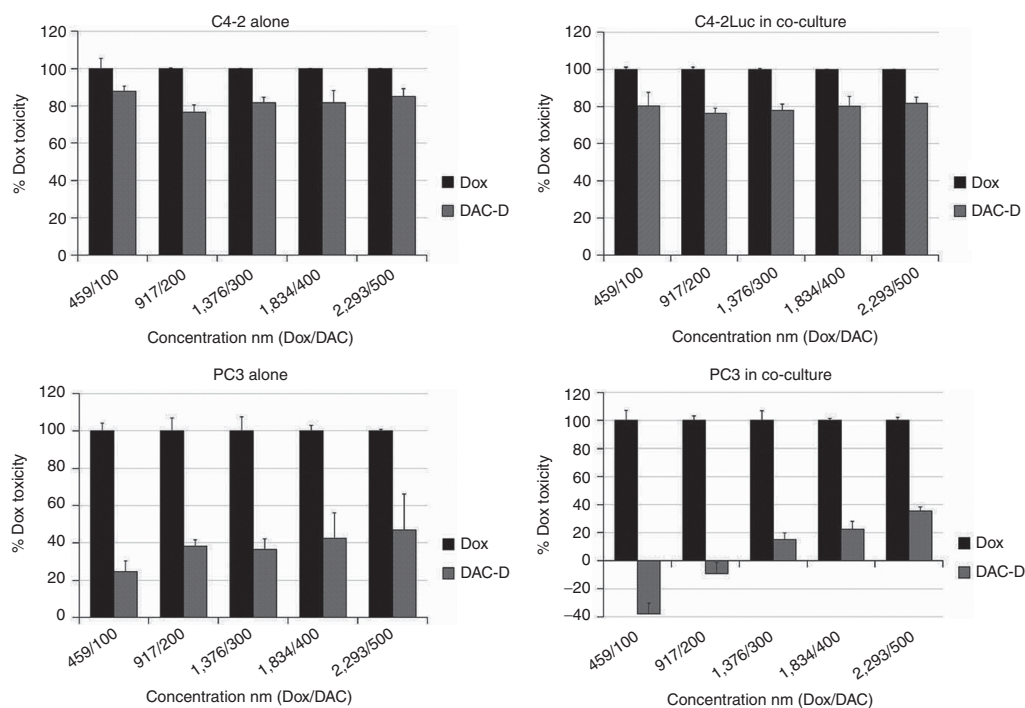 C4-2 alone
120
100
80
60
40
20
0
% Dox toxicity
459/100
917/200
1,376/300
1,834/400
2,293/500
Concentration nm (Dox/DAC)
Dox
DAC-D
C4-2Luc in co-culture
120
100
80
60
40
20
0
% Dox toxicity
459/100
917/200
1,376/300
1,834/400
2,293/500
Concentration nm (Dox/DAC)
Dox
DAC-D
PC3 alone
120
100
80
60
40
20
0
% Dox toxicity
459/100
917/200
1,376/300
1,834/400
2,293/500
Concentration nm (Dox/DAC)
Dox
DAC-D
PC3 in co-culture
120
100
80
60
40
20
0
−20
−40
% Dox toxicity
459/100
917/200
1,376/300
1,834/400
2,293/500
Concentration nm (Dox/DAC)
Dox
DAC-D